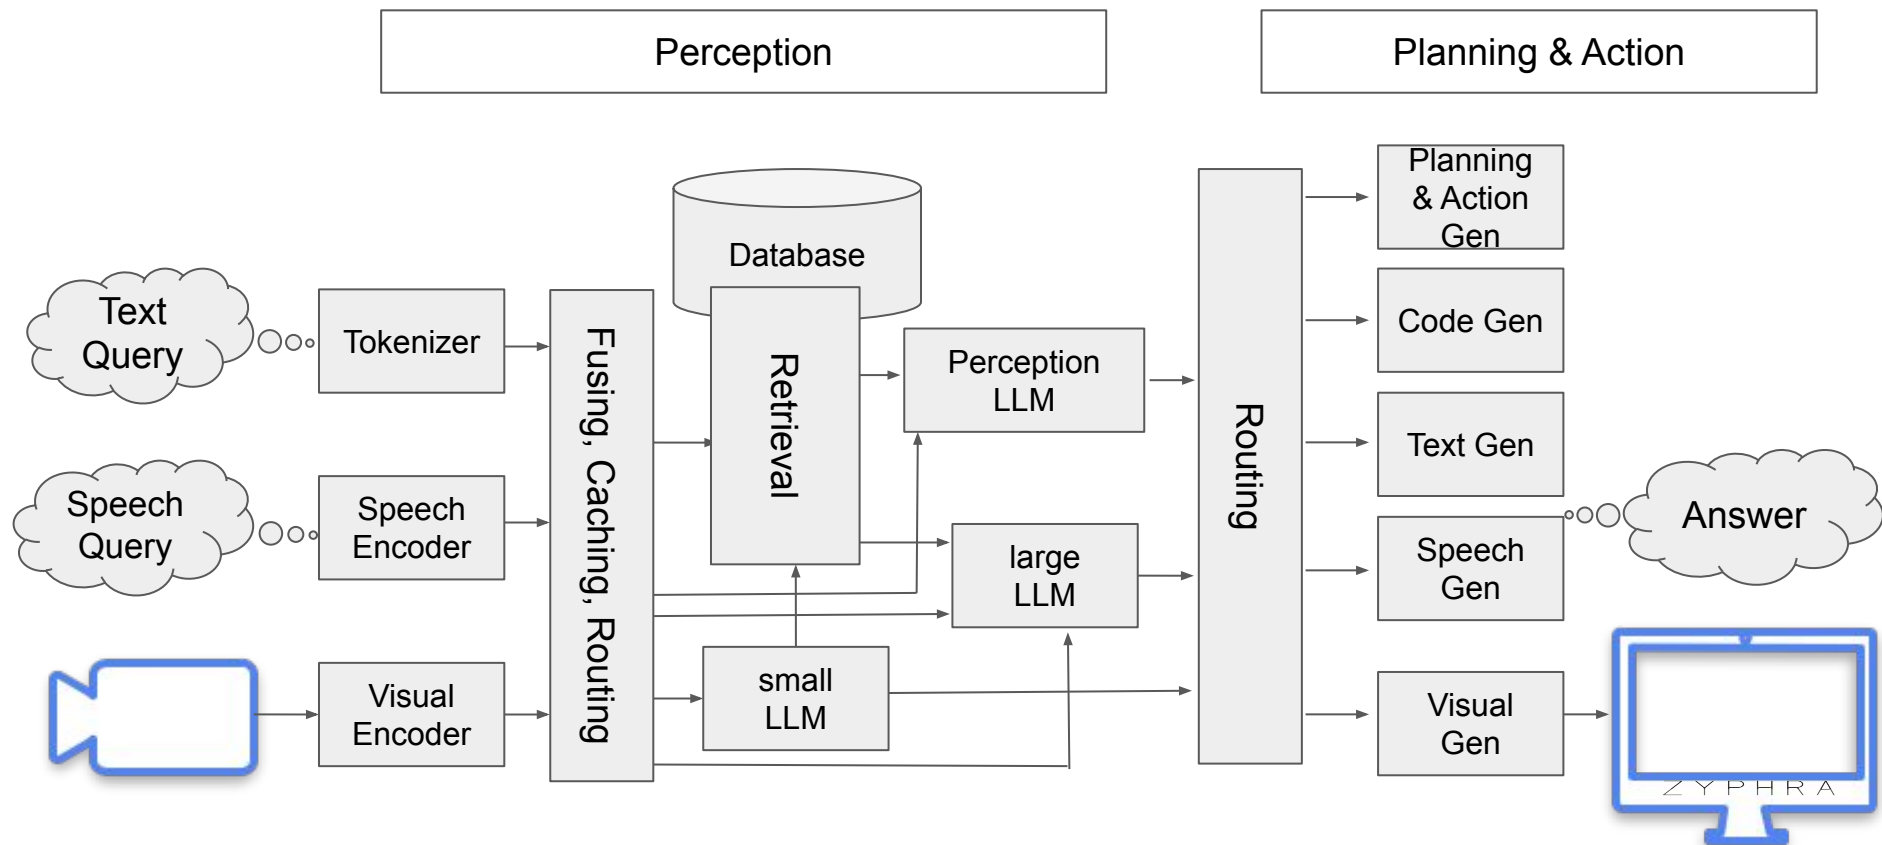 Perception
Planning & Action
Text
Query
Tokenizer
Speech
Query
Speech
Encoder
Visual
Encoder
Fusing, Caching, Routing
Database
Retrieval
Perception
LLM
large
LLM
small
LLM
Routing
Planning
& Action
Gen
Code Gen
Text Gen
Speech
Gen
Visual
Gen
Answer
ZYPHRA